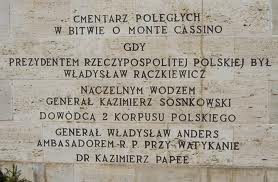 CMENTARZ POLEGŁYCH
W BITWIE O MONTE CASSINO
GDY
PREZYDENTEM RZECZYPOSPOLITEJ POLSKIEJ BYŁ
WŁADYSŁAW RACZKIEWICZ
NACZELNYM WODZEM
GENERAŁ KAZIMIERZ SOSNKOWSKI
DOWÓDCĄ 2 KORPUSU POLSKIEGO
GENERAŁ WŁADYSŁAW ANDERS
AMBASADOREM R.P. PRZY WATYKANIE
DR KAZIMIERZ PAPÉE